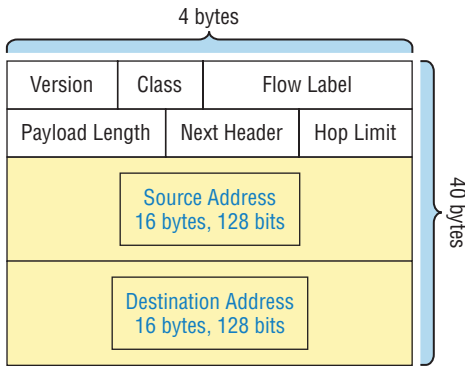 4 bytes
Version Class Flow Label
Payload Length Next Header Hop Limit
Source Address
16 bytes, 128 bits
40 bytes
Destination Address
16 bytes, 128 bits